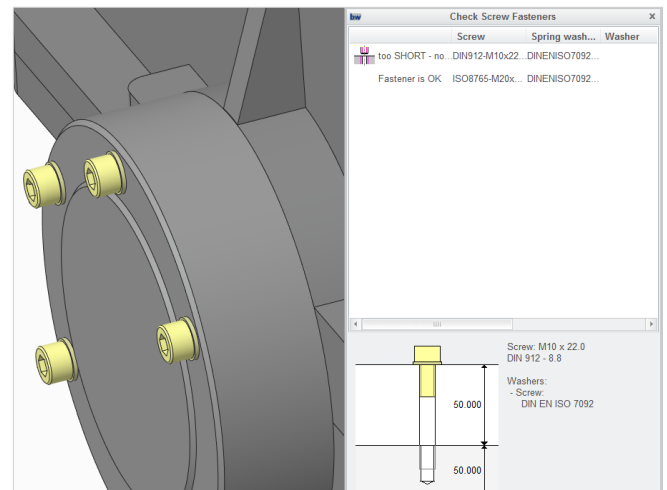 bw Check Screw Fasteners x
Screw Spring wash... Washer
too SHORT - no... DIN912-M10x22... DINENISO7092...
Fastener is OK ISO8765-M20x... DINENISO7092...
Screw: M10 x 22.0
DIN 912 - 8.8
Washers:
- Screw:
DIN EN ISO 7092
50.000
50.000